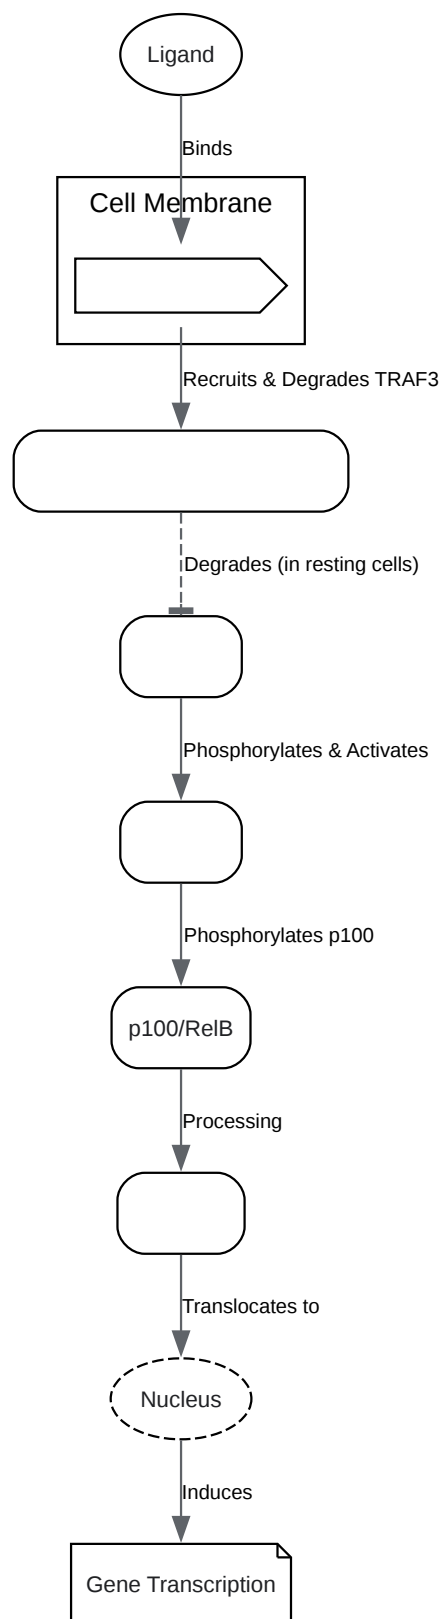 Ligand
Binds
Cell Membrane
Recruits & Degrades TRAF3
Degrades (in resting cells)
Phosphorylates & Activates
Phosphorylates p100
p100/RelB
Processing
Translocates to
Nucleus
Induces
Gene Transcription